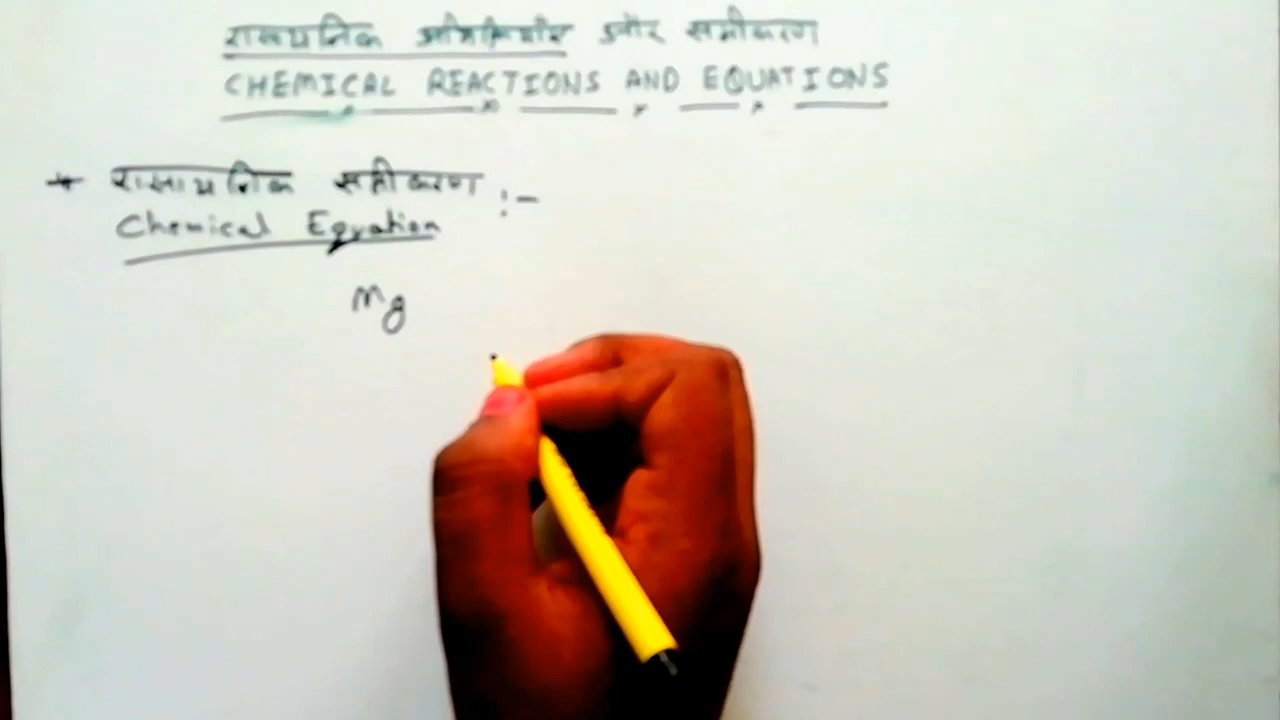 रासायनिक अभिक्रियाएँ और समीकरण
CHEMICAL REACTIONS AND EQUATIONS
* रासायनिक समीकरण :-
Chemical Equation
Mg